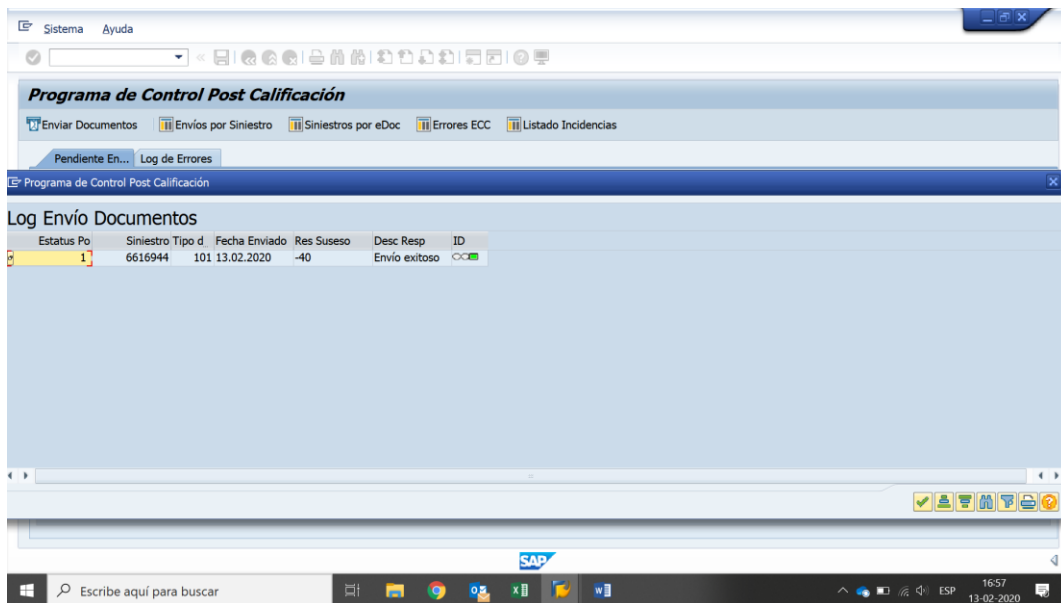 Sistema Ayuda
Programa de Control Post Calificación
Enviar Documentos Envíos por Siniestro Siniestros por eDoc Errores ECC Listado Incidencias
Pendiente En... Log de Errores
Programa de Control Post Calificación
Log Envío Documentos
Estatus Po Siniestro Tipo d Fecha Enviado Res Suseso Desc Resp ID
1 6616944 101 13.02.2020 -40 Envío exitoso
SAP
Escribe aquí para buscar ESP 16:57
13-02-2020